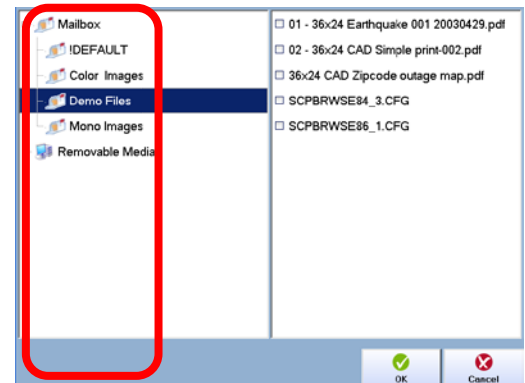 Mailbox
!DEFAULT
Color Images
Demo Files
Mono Images
Removable Media
01 - 36x24 Earthquake 001 20030429.pdf
02 - 36x24 CAD Simple print-002.pdf
36x24 CAD Zipcode outage map.pdf
SCPBRWSE84_3.CFG
SCPBRWSE86_1.CFG
OK
Cancel